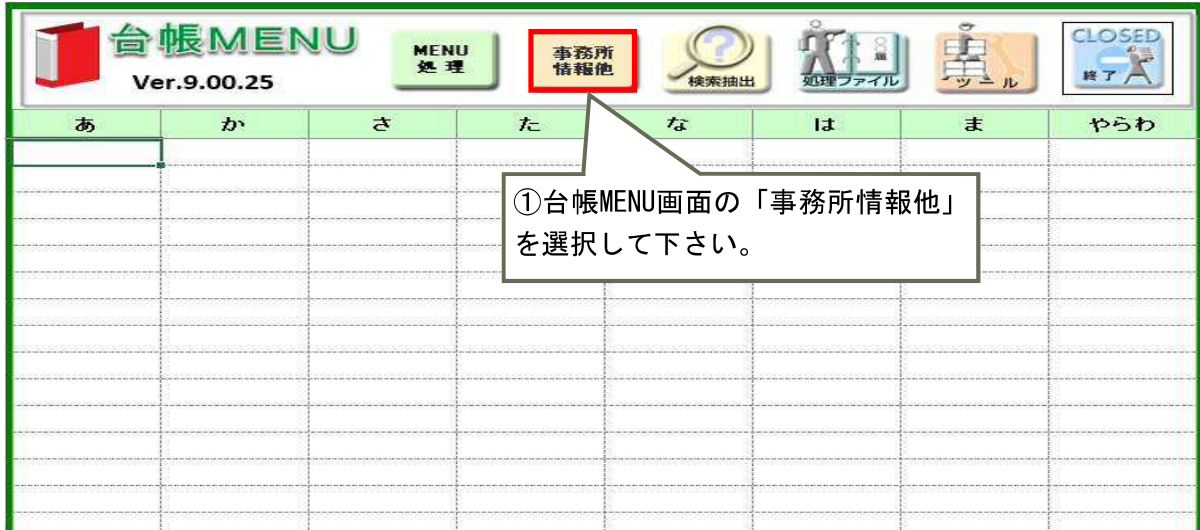 台帳MENU
Ver.9.00.25
MENU
処 理
事務所
情報他
検索抽出
処理ファイル
ツール
CLOSED
終了
あ か さ た な は ま やらわ
①台帳MENU画面の「事務所情報他」
を選択して下さい。